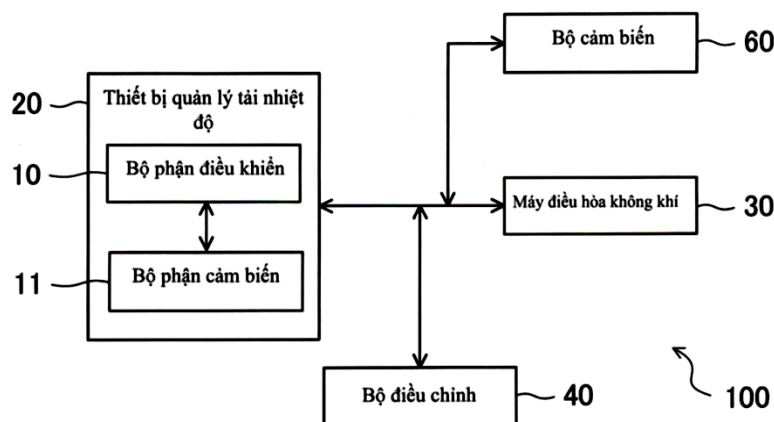 Bộ cảm biến
60
20
Thiết bị quản lý tải nhiệt
độ
10
Bộ phận điều khiển
Máy điều hòa không khí
30
11
Bộ phận cảm biến
Bộ điều chỉnh
40
100